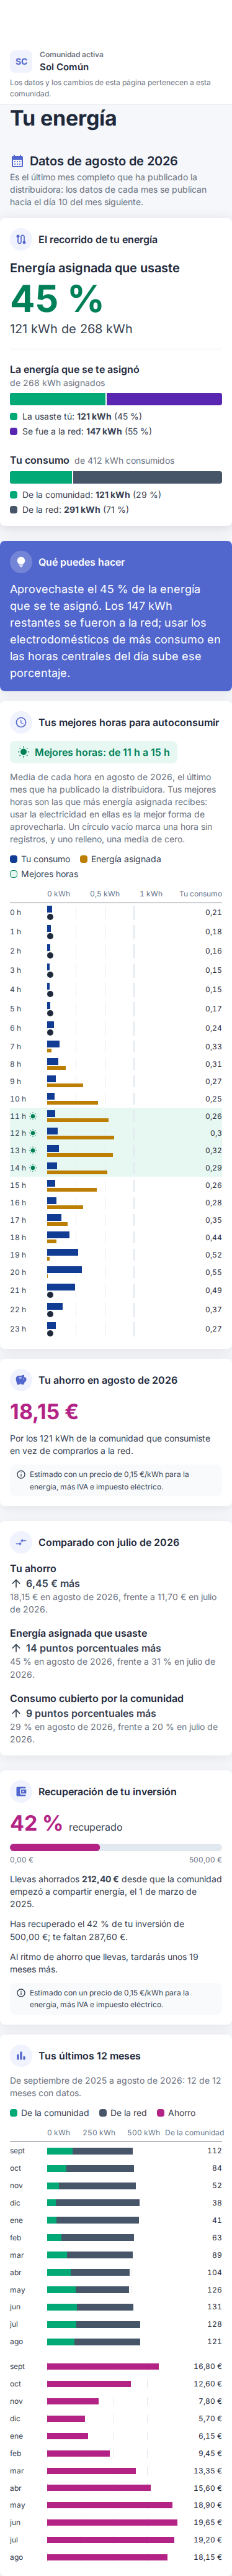 SC
Comunidad activa
Sol Común
Los datos y los cambios de esta página pertenecen a esta
comunidad.
Tu energía
Datos de agosto de 2026
Es el último mes completo que ha publicado la
distribuidora: los datos de cada mes se publican
hacia el día 10 del mes siguiente.
El recorrido de tu energía
Energía asignada que usaste
45 %
121 kWh de 268 kWh
La energía que se te asignó
de 268 kWh asignados
La usaste tú: 121 kWh (45 %)
Se fue a la red: 147 kWh (55 %)
Tu consumo de 412 kWh consumidos
De la comunidad: 121 kWh (29 %)
De la red: 291 kWh (71 %)
Qué puedes hacer
Aprovechaste el 45 % de la energía
que se te asignó. Los 147 kWh
restantes se fueron a la red; usar los
electrodomésticos de más consumo en
las horas centrales del día sube ese
porcentaje.
Tus mejores horas para autoconsumir
Mejores horas: de 11 h a 15 h
Media de cada hora en agosto de 2026, el último
mes que ha publicado la distribuidora. Tus mejores
horas son las que más energía asignada recibes:
usar la electricidad en ellas es la mejor forma de
aprovecharla. Un círculo vacío marca una hora sin
registros, y uno relleno, una media de cero.
Tu consumo Energía asignada
Mejores horas
0 kWh 0,5 kWh 1 kWh Tu consumo
0 h 0,21
1 h 0,18
2 h 0,16
3 h 0,15
4 h 0,15
5 h 0,17
6 h 0,24
7 h 0,33
8 h 0,31
9 h 0,27
10 h 0,25
11 h 0,26
12 h 0,3
13 h 0,32
14 h 0,29
15 h 0,26
16 h 0,28
17 h 0,35
18 h 0,44
19 h 0,52
20 h 0,55
21 h 0,49
22 h 0,37
23 h 0,27
Tu ahorro en agosto de 2026
18,15 €
Por los 121 kWh de la comunidad que consumiste
en vez de comprarlos a la red.
Estimado con un precio de 0,15 €/kWh para la
energía, más IVA e impuesto eléctrico.
Comparado con julio de 2026
Tu ahorro
6,45 € más
18,15 € en agosto de 2026, frente a 11,70 € en julio
de 2026.
Energía asignada que usaste
14 puntos porcentuales más
45 % en agosto de 2026, frente a 31 % en julio de
2026.
Consumo cubierto por la comunidad
9 puntos porcentuales más
29 % en agosto de 2026, frente a 20 % en julio de
2026.
Recuperación de tu inversión
42 % recuperado
0,00 € 500,00 €
Llevas ahorrados 212,40 € desde que la comunidad
empezó a compartir energía, el 1 de marzo de
2025.
Has recuperado el 42 % de tu inversión de
500,00 €; te faltan 287,60 €.
Al ritmo de ahorro que llevas, tardarás unos 19
meses más.
Estimado con un precio de 0,15 €/kWh para la
energía, más IVA e impuesto eléctrico.
Tus últimos 12 meses
De septiembre de 2025 a agosto de 2026: 12 de 12
meses con datos.
De la comunidad De la red Ahorro
0 kWh 250 kWh 500 kWh De la comunidad
sept 112
oct 84
nov 52
dic 38
ene 41
feb 63
mar 89
abr 104
may 126
jun 131
jul 128
ago 121
sept 16,80 €
oct 12,60 €
nov 7,80 €
dic 5,70 €
ene 6,15 €
feb 9,45 €
mar 13,35 €
abr 15,60 €
may 18,90 €
jun 19,65 €
jul 19,20 €
ago 18,15 €